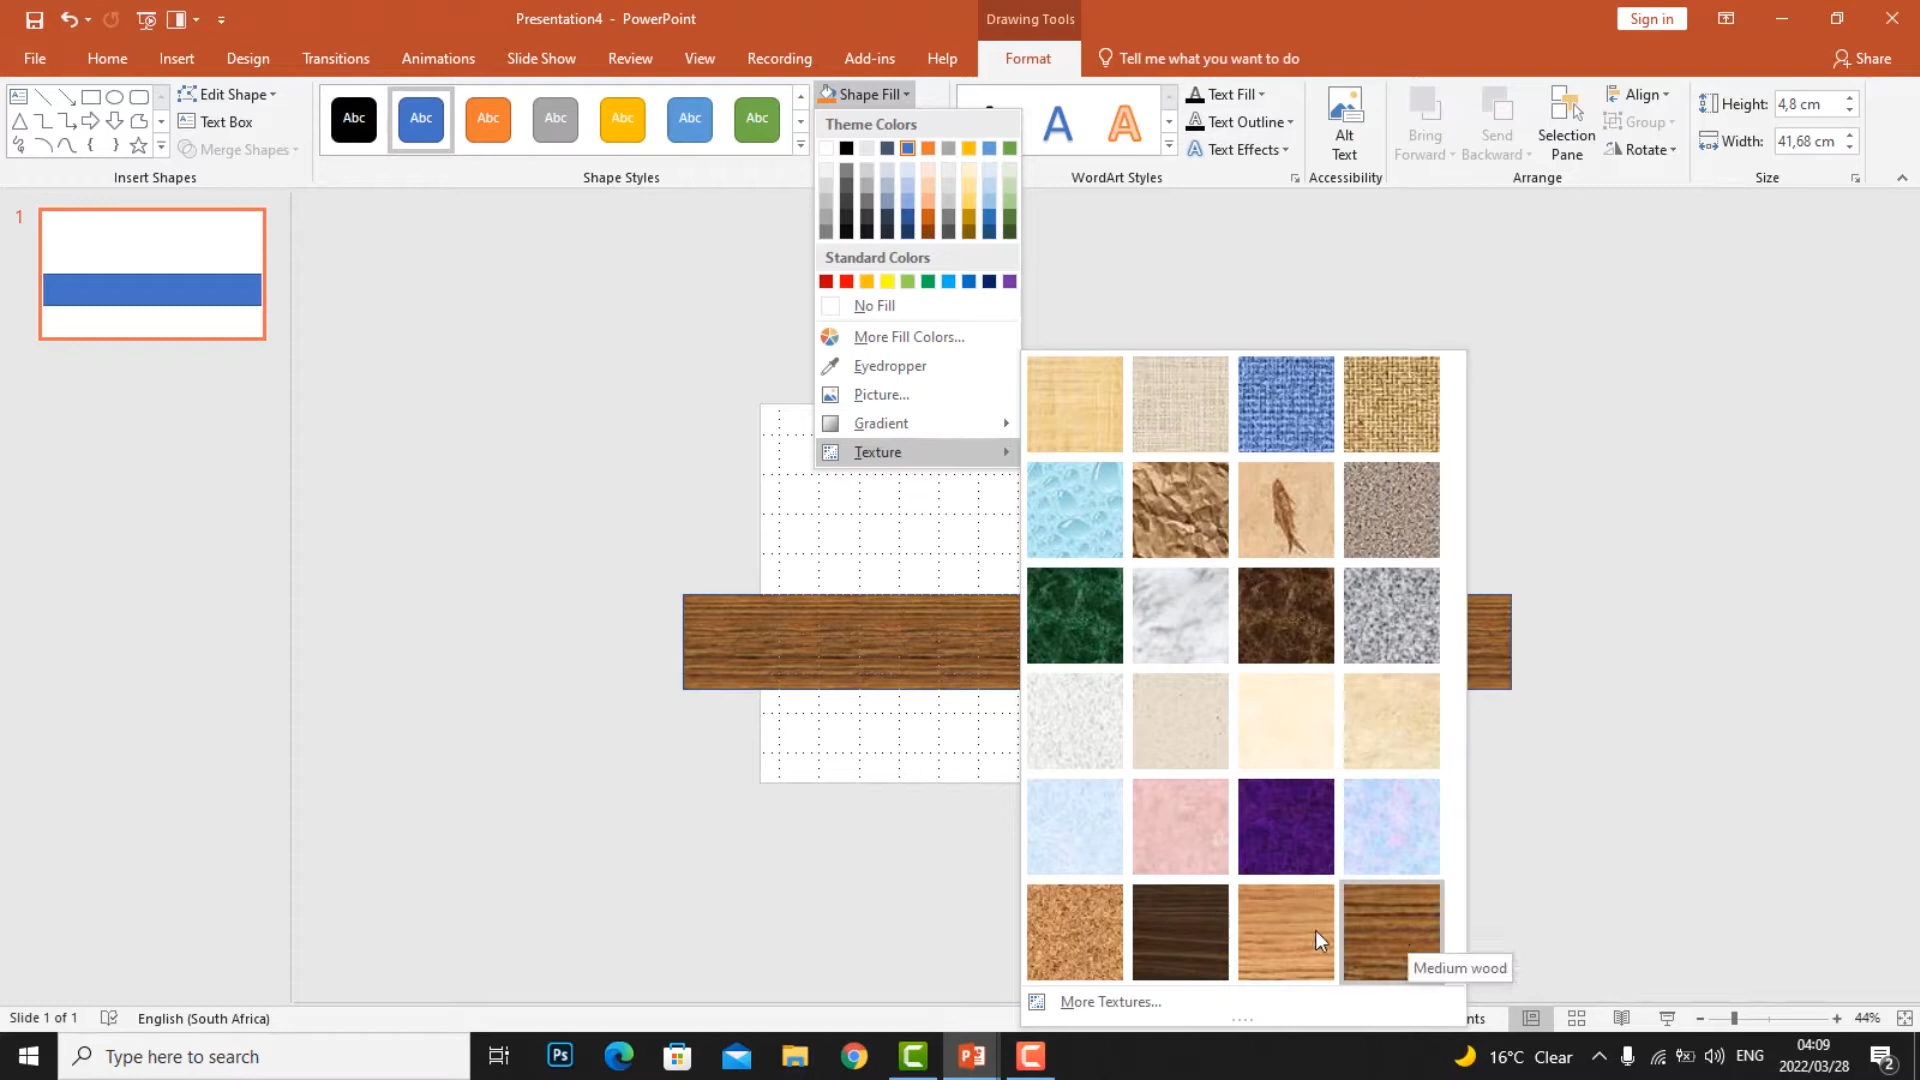 Presentation4 - PowerPoint
Drawing Tools
Sign in
File
Home
Insert
Design
Transitions
Animations
Slide Show
Review
View
Recording
Add-ins
Help
Format
Tell me what you want to do
Share
Edit Shape
Text Box
Merge Shapes
Insert Shapes
Abc
Abc
Abc
Abc
Abc
Abc
Abc
Shape Styles
Shape Fill
Theme Colors
Standard Colors
No Fill
More Fill Colors...
Eyedropper
Picture...
Gradient
Texture
A
A
Text Fill
Text Outline
Text Effects
WordArt Styles
Alt
Text
Accessibility
Bring
Forward
Send
Backward
Selection
Pane
Align
Group
Rotate
Arrange
Height:
4,8 cm
Width:
41,68 cm
Size
1
Medium wood
More Textures...
Slide 1 of 1
English (South Africa)
44%
Type here to search
Ps
16°C Clear
ENG
04:09
2022/03/28
2